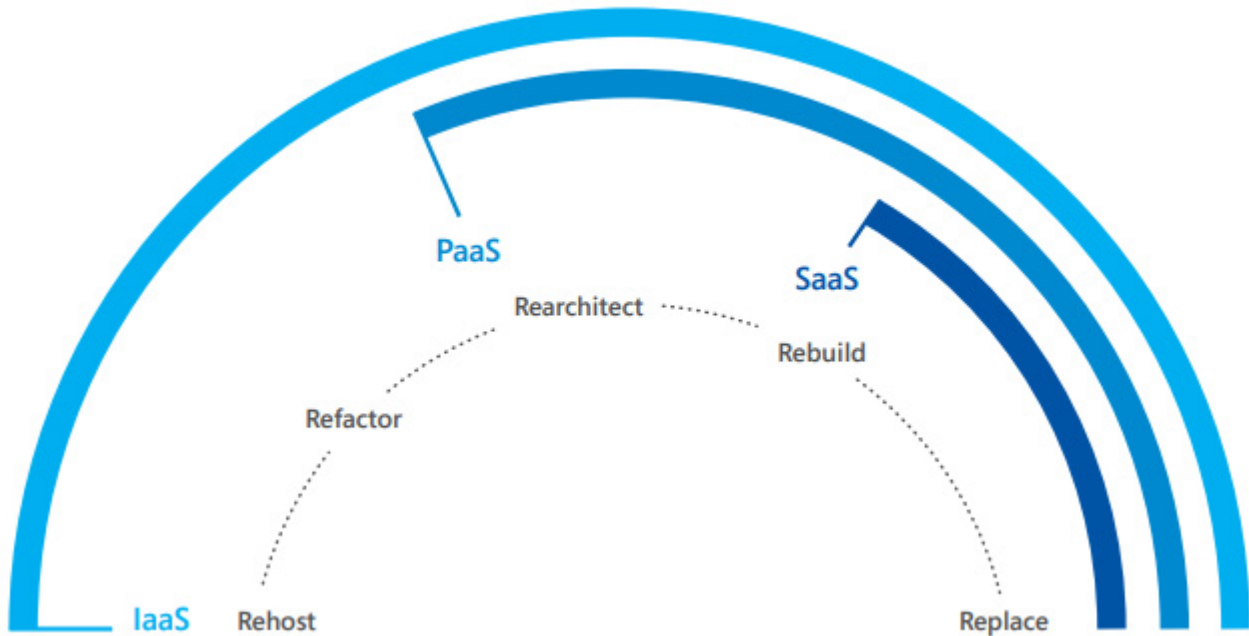 PaaS
SaaS
Rearchitect
Rebuild
Refactor
IaaS Rehost
Replace